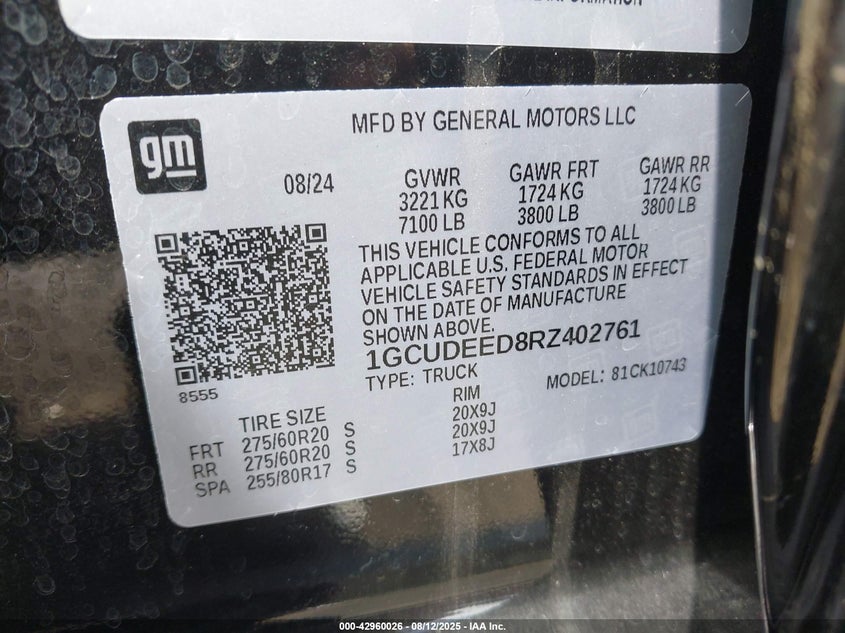 INFORMATION
gm
MFD BY GENERAL MOTORS LLC
08/24
GVWR
3221 KG
7100 LB
GAWR FRT
1724 KG
3800 LB
GAWR RR
1724 KG
3800 LB
THIS VEHICLE CONFORMS TO ALL
APPLICABLE U.S. FEDERAL MOTOR
VEHICLE SAFETY STANDARDS IN EFFECT
ON THE DATE OF MANUFACTURE
SHOWN ABOVE.
1GCUDEED8RZ402761
TYPE: TRUCK
MODEL: 81CK10743
8555
TIRE SIZE RIM
FRT 275/60R20 S 20X9J
RR 275/60R20 S 20X9J
SPA 255/80R17 S 17X8J
000-42960026 - 08/12/2025 - IAA Inc.